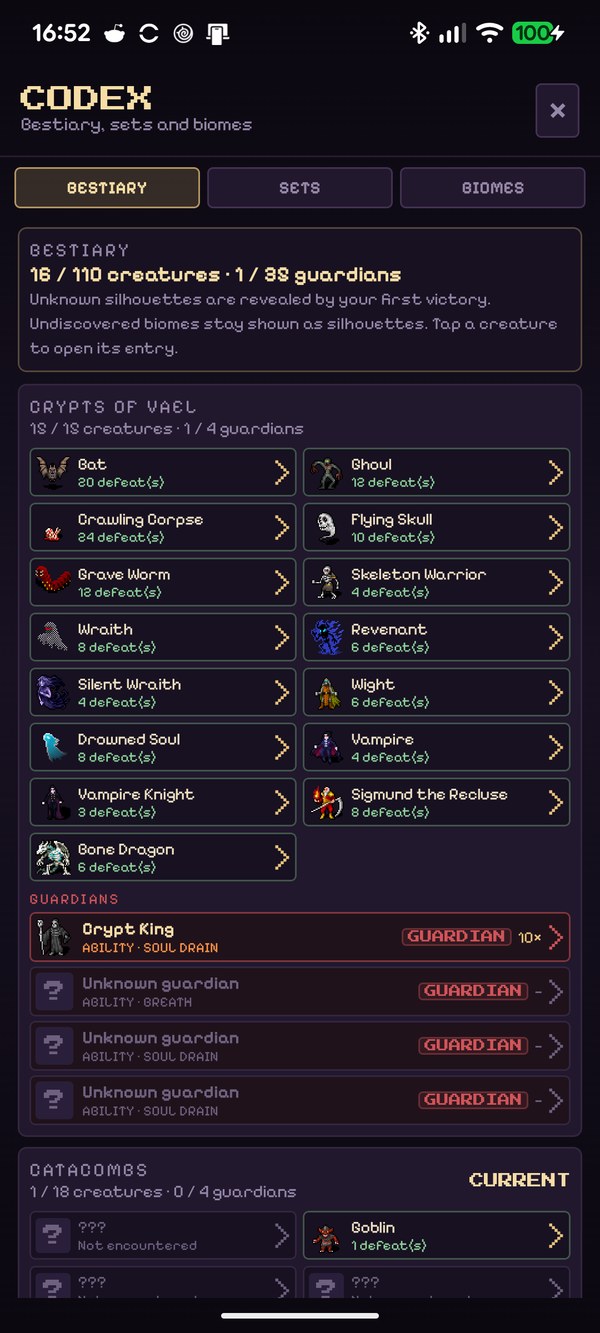 16:52
100
CODEX
Bestiary, sets and biomes
×
BESTIARY
SETS
BIOMES
BESTIARY
16 / 110 creatures · 1 / 35 guardians
Unknown silhouettes are revealed by your first victory.
Undiscovered biomes stay shown as silhouettes. Tap a creature
to open its entry.
CRYPTS OF VAEL
15 / 15 creatures · 1 / 4 guardians
Bat
20 defeat(s)
Ghoul
12 defeat(s)
Crawling Corpse
24 defeat(s)
Flying Skull
10 defeat(s)
Grave Worm
12 defeat(s)
Skeleton Warrior
4 defeat(s)
Wraith
8 defeat(s)
Revenant
6 defeat(s)
Silent Wraith
4 defeat(s)
Wight
6 defeat(s)
Drowned Soul
8 defeat(s)
Vampire
4 defeat(s)
Vampire Knight
3 defeat(s)
Sigmund the Recluse
8 defeat(s)
Bone Dragon
6 defeat(s)
GUARDIANS
Crypt King
ABILITY · SOUL DRAIN
GUARDIAN 10×
? Unknown guardian
ABILITY · BREATH
GUARDIAN -
? Unknown guardian
ABILITY · SOUL DRAIN
GUARDIAN -
? Unknown guardian
ABILITY · SOUL DRAIN
GUARDIAN -
CATACOMBS
1 / 18 creatures · 0 / 4 guardians
CURRENT
? ???
Not encountered
Goblin
1 defeat(s)
? ???
? ???